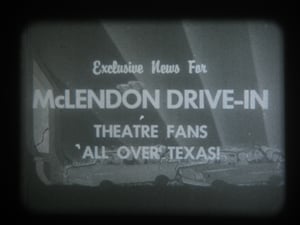 Exclusive News For
McLENDON DRIVE-IN
THEATRE FANS
ALL OVER TEXAS!